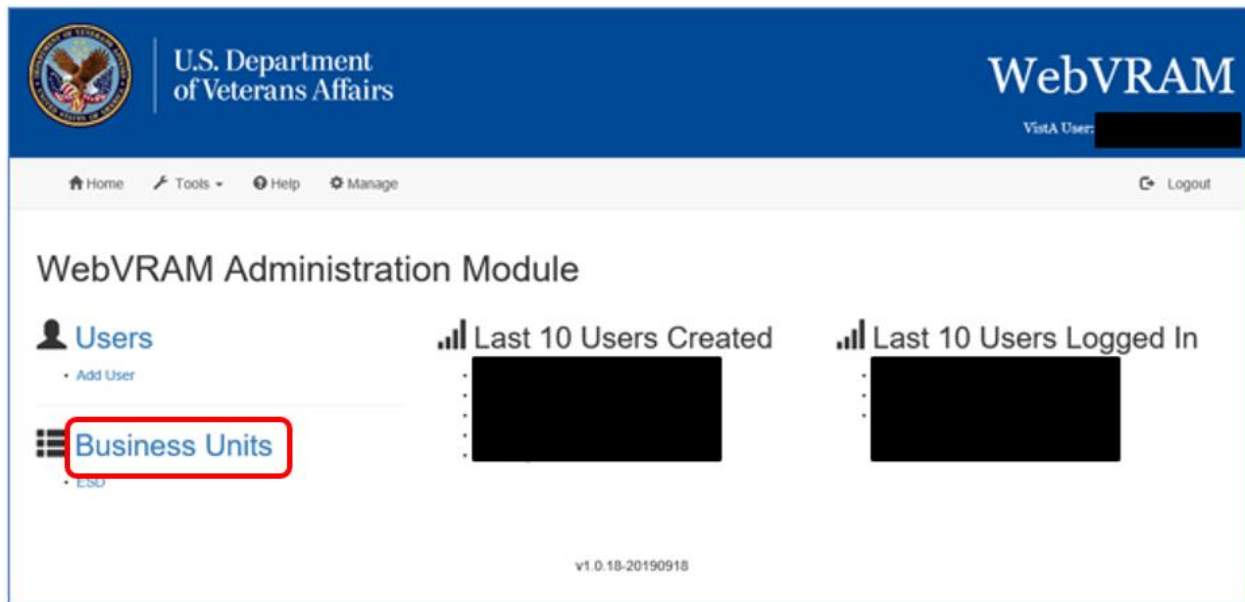 U.S. Department
of Veterans Affairs
WebVRAM
VistA User:
Home Tools Help Manage Logout
WebVRAM Administration Module
Users
• Add User
Business Units
• ESD
Last 10 Users Created
Last 10 Users Logged In
v1.0.18-20190918